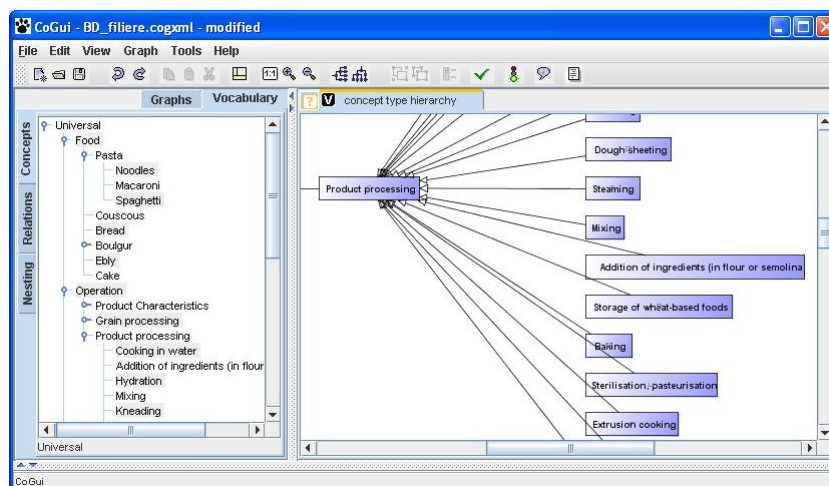 CoGui - BD_filiere.cogxml - modified
File Edit View Graph Tools Help
1:1
Graphs Vocabulary
? V concept type hierarchy
Concepts
Relations
Nesting
Universal
Food
Pasta
Noodles
Macaroni
Spaghetti
Couscous
Bread
Boulgur
Ebly
Cake
Operation
Product Characteristics
Grain processing
Product processing
Cooking in water
Addition of ingredients (in flour
Hydration
Mixing
Kneading
Universal
Product processing
Dough sheeting
Steaming
Mixing
Addition of ingredients (in flour or semolina
Storage of wheat-based foods
Baking
Sterilisation, pasteurisation
Extrusion cooking
CoGui